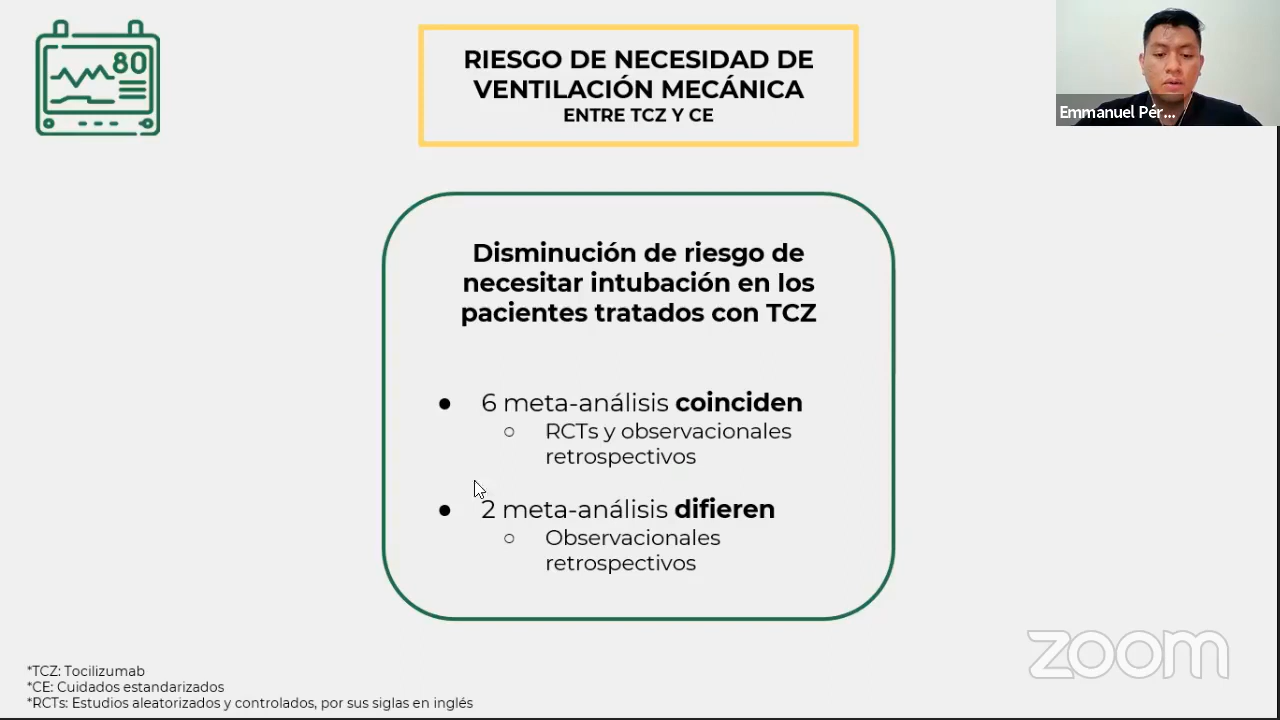 80
RIESGO DE NECESIDAD DE
VENTILACIÓN MECÁNICA
ENTRE TCZ Y CE
Emmanuel Pér...
Disminución de riesgo de
necesitar intubación en los
pacientes tratados con TCZ
● 6 meta-análisis coinciden
○ RCTs y observacionales
retrospectivos
● 2 meta-análisis difieren
○ Observacionales
retrospectivos
zoom
*TCZ: Tocilizumab
*CE: Cuidados estandarizados
*RCTs: Estudios aleatorizados y controlados, por sus siglas en inglés